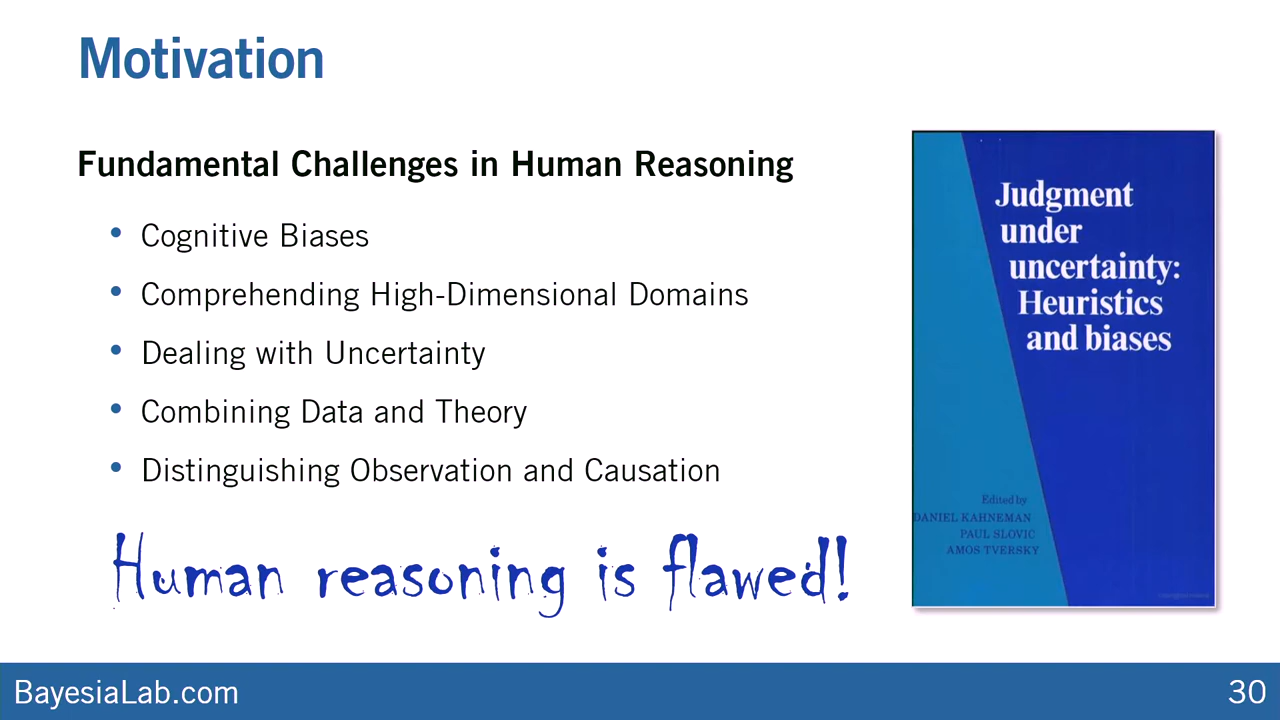 Motivation
Fundamental Challenges in Human Reasoning
• Cognitive Biases
• Comprehending High-Dimensional Domains
• Dealing with Uncertainty
• Combining Data and Theory
• Distinguishing Observation and Causation
Human reasoning is flawed!
Judgment
under
uncertainty:
Heuristics
and biases
Edited by
DANIEL KAHNEMAN
PAUL SLOVIC
AMOS TVERSKY
BayesiaLab.com
30